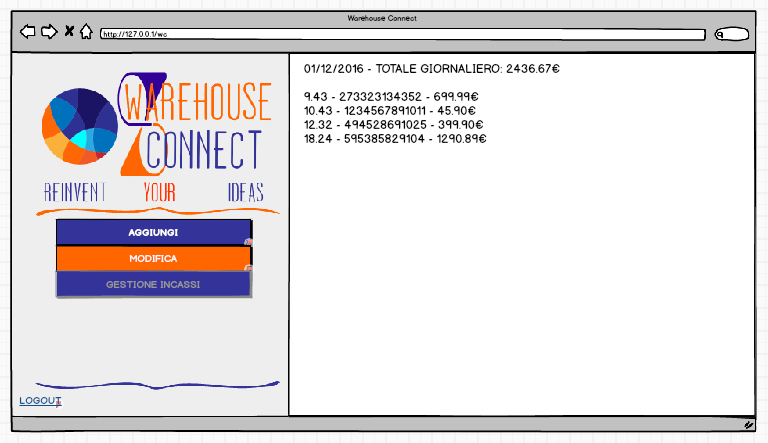 Warehouse Connect
http://127.0.0.1/wc
WAREHOUSE
CONNECT
REINVENT YOUR IDEAS
AGGIUNGI
MODIFICA
GESTIONE INCASSI
LOGOUT
01/12/2016 - TOTALE GIORNALIERO: 2436.67€
9.43 - 273323134352 - 699.99€
10.43 - 1234567891011 - 45.90€
12.32 - 494528691025 - 399.90€
18.24 - 595385829104 - 1290.89€